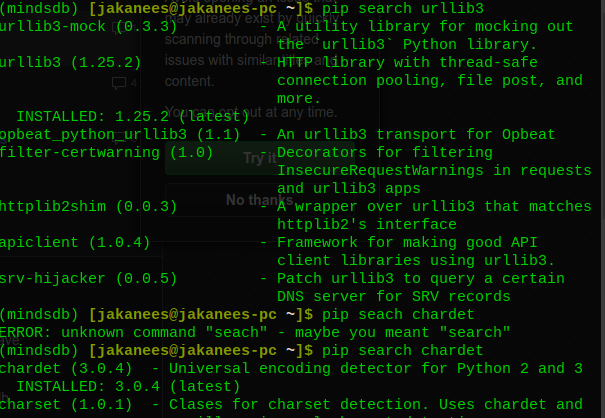 (mindsdb) [jakanees@jakanees-pc ~]$ pip search urllib3
urllib3-mock (0.3.3) - A utility library for mocking out
the `urllib3` Python library.
urllib3 (1.25.2) - HTTP library with thread-safe
connection pooling, file post, and
more.
INSTALLED: 1.25.2 (latest)
opbeat_python_urllib3 (1.1) - An urllib3 transport for Opbeat
filter-certwarning (1.0) - Decorators for filtering
InsecureRequestWarnings in requests
and urllib3 apps
httplib2shim (0.0.3) - A wrapper over urllib3 that matches
httplib2's interface
apiclient (1.0.4) - Framework for making good API
client libraries using urllib3.
srv-hijacker (0.0.5) - Patch urllib3 to query a certain
DNS server for SRV records
(mindsdb) [jakanees@jakanees-pc ~]$ pip seach chardet
ERROR: unknown command "seach" - maybe you meant "search"
(mindsdb) [jakanees@jakanees-pc ~]$ pip search chardet
chardet (3.0.4) - Universal encoding detector for Python 2 and 3
INSTALLED: 3.0.4 (latest)
charset (1.0.1) - Clases for charset detection. Uses chardet and
may already exist by quickly
scanning through related
issues with similar
content.
You can opt out at any time.
Try it
No thanks
4